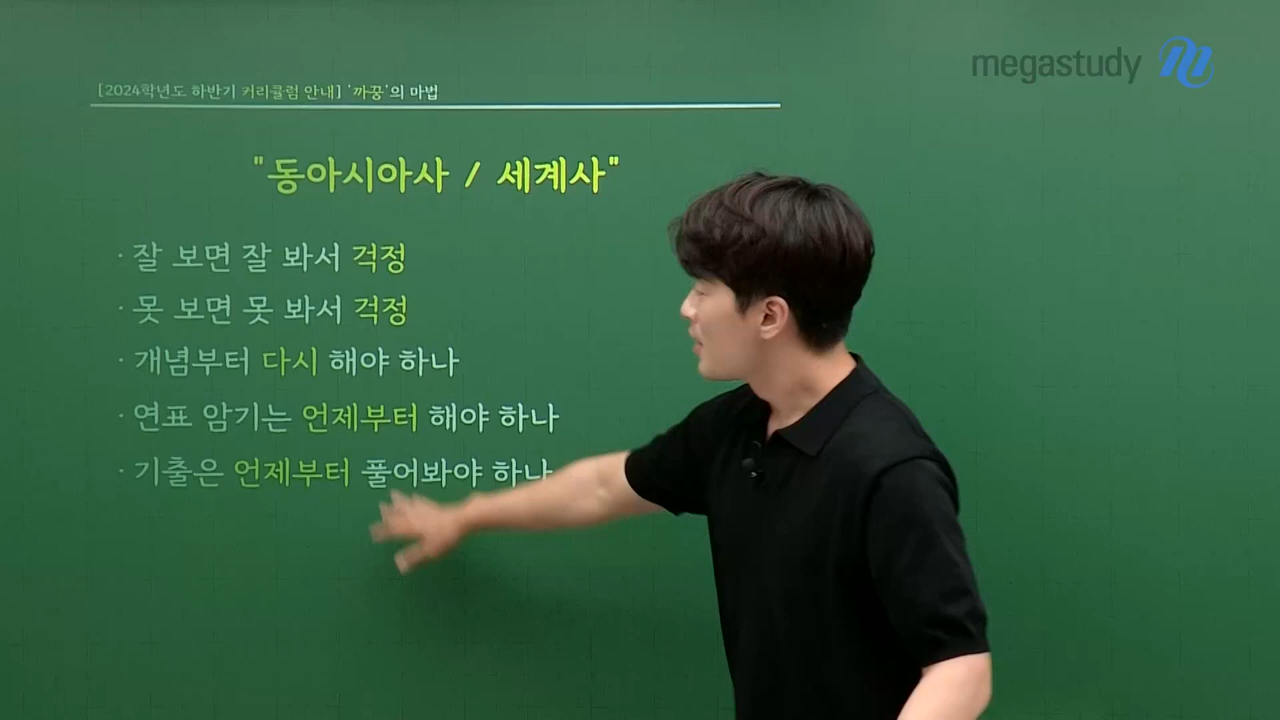 megastudy
[2024학년도 하반기 커리큘럼 안내] '까꿍'의 마법
"동아시아사 / 세계사"
· 잘 보면 잘 봐서 걱정
· 못 보면 못 봐서 걱정
· 개념부터 다시 해야 하나
· 연표 암기는 언제부터 해야 하나
· 기출은 언제부터 풀어봐야 하나